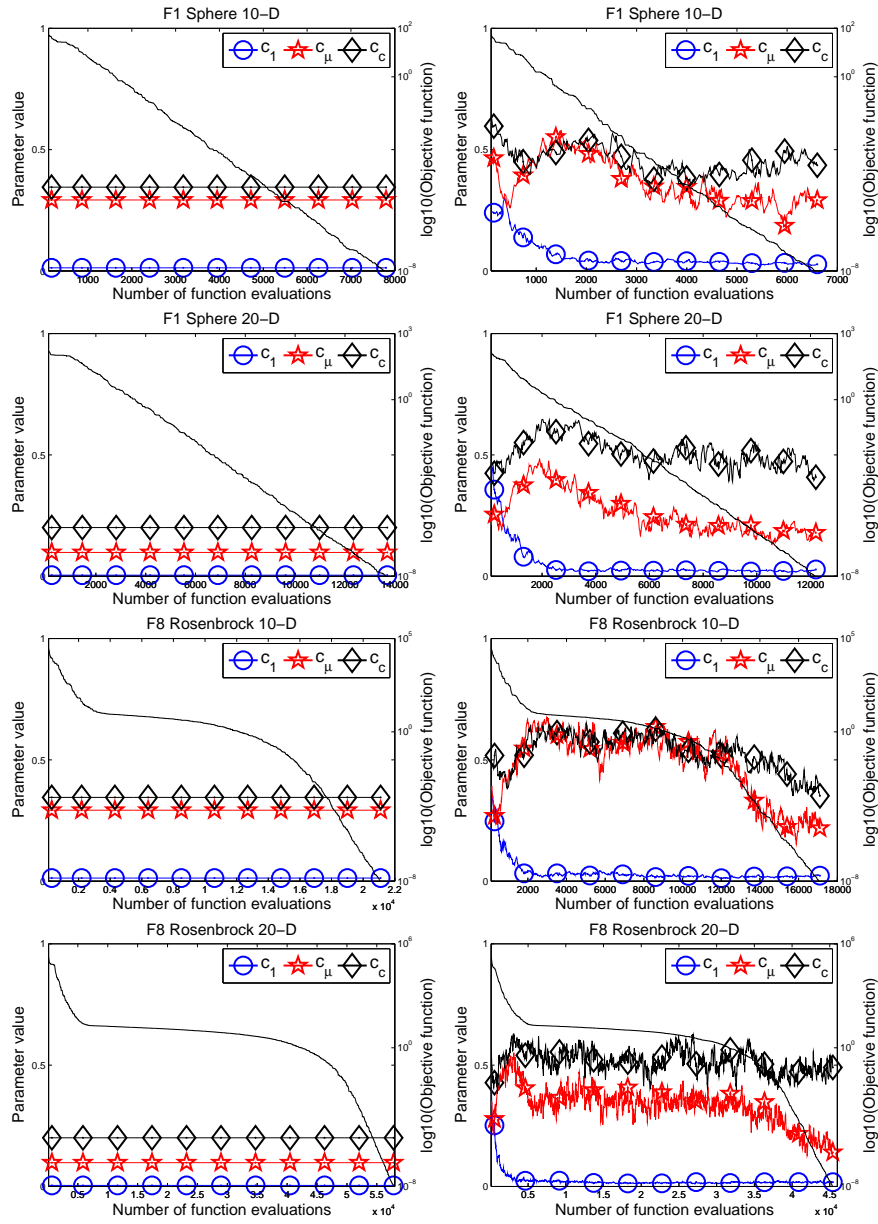 F1 Sphere 10−D
c1 cμ cc
Parameter value
log10(Objective function)
1
0.5
0
10^2
10^0
10^−8
1000 2000 3000 4000 5000 6000 7000 8000
Number of function evaluations
F1 Sphere 10−D
c1 cμ cc
Parameter value
log10(Objective function)
1
0.5
0
10^2
10^0
10^−8
1000 2000 3000 4000 5000 6000 7000
Number of function evaluations
F1 Sphere 20−D
c1 cμ cc
Parameter value
log10(Objective function)
1
0.5
0
10^3
10^0
10^−8
2000 4000 6000 8000 10000 12000 14000
Number of function evaluations
F1 Sphere 20−D
c1 cμ cc
Parameter value
log10(Objective function)
1
0.5
0
10^3
10^0
10^−8
2000 4000 6000 8000 10000 12000
Number of function evaluations
F8 Rosenbrock 10−D
c1 cμ cc
Parameter value
log10(Objective function)
1
0.5
0
10^5
10^0
10^−8
0.2 0.4 0.6 0.8 1 1.2 1.4 1.6 1.8 2 2.2
x 10^4
Number of function evaluations
F8 Rosenbrock 10−D
c1 cμ cc
Parameter value
log10(Objective function)
1
0.5
0
10^5
10^0
10^−8
2000 4000 6000 8000 10000 12000 14000 16000 18000
Number of function evaluations
F8 Rosenbrock 20−D
c1 cμ cc
Parameter value
log10(Objective function)
1
0.5
0
10^6
10^0
10^−8
0.5 1 1.5 2 2.5 3 3.5 4 4.5 5 5.5
x 10^4
Number of function evaluations
F8 Rosenbrock 20−D
c1 cμ cc
Parameter value
log10(Objective function)
1
0.5
0
10^6
10^0
10^−8
0.5 1 1.5 2 2.5 3 3.5 4 4.5
x 10^4
Number of function evaluations